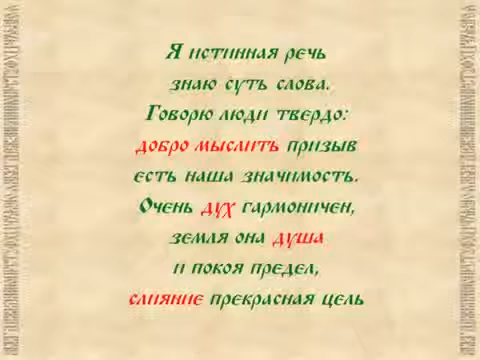 Я истинная речь
знаю суть слова.
Говорю люди твердо:
добро мыслить призыв
есть наша значимость.
Очень дух гармоничен,
земля она душа
и покоя предел,
слияние прекрасная цель